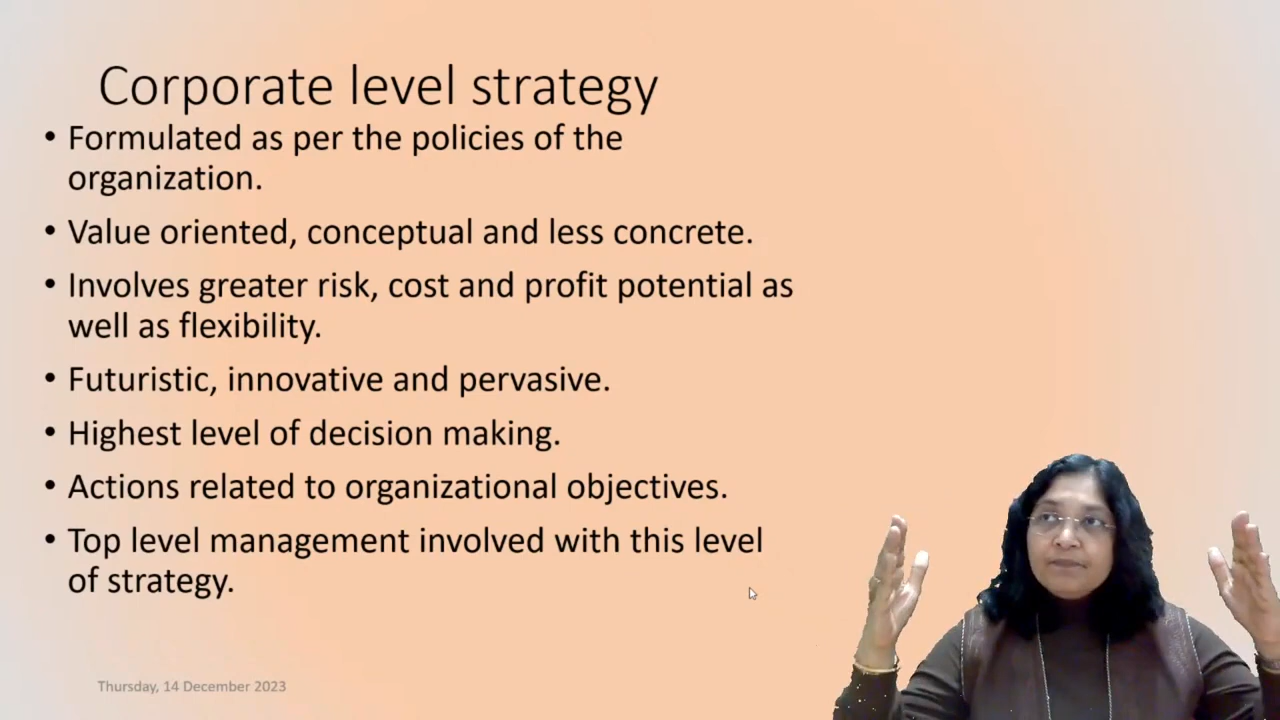 Corporate level strategy
• Formulated as per the policies of the
organization.
• Value oriented, conceptual and less concrete.
• Involves greater risk, cost and profit potential as
well as flexibility.
• Futuristic, innovative and pervasive.
• Highest level of decision making.
• Actions related to organizational objectives.
• Top level management involved with this level
of strategy.
Thursday, 14 December 2023